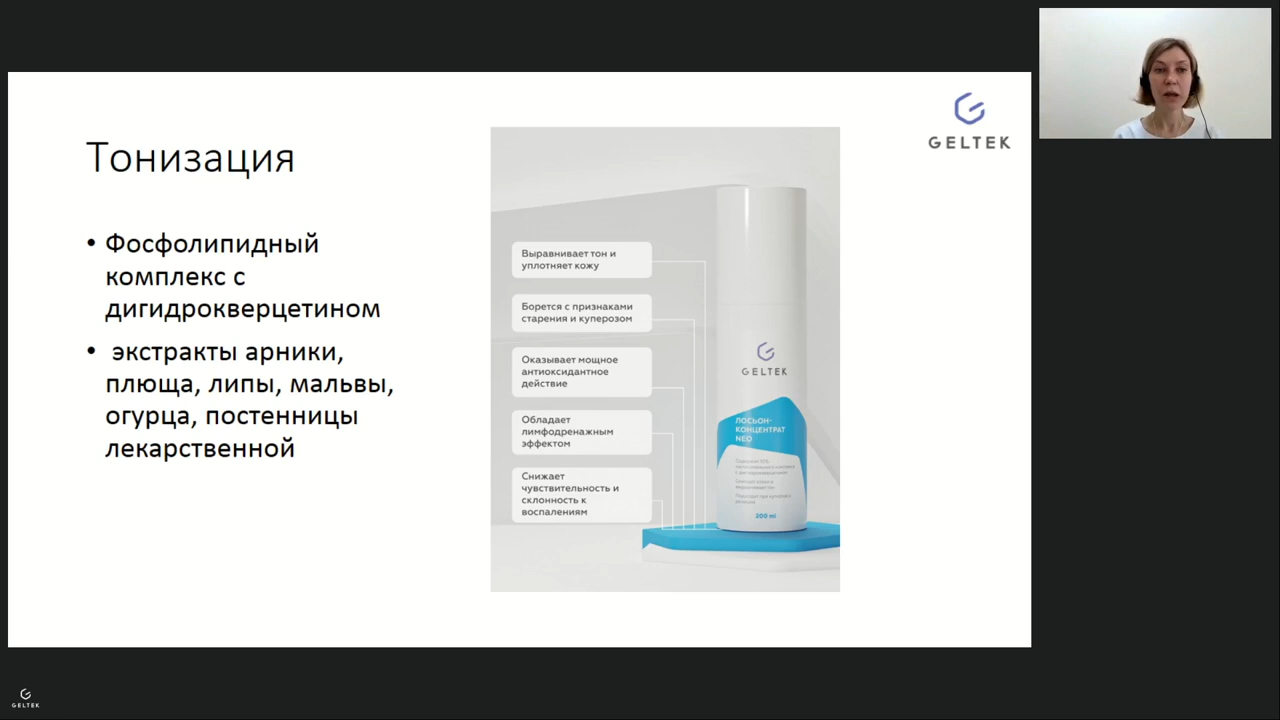 GELTEK
Тонизация
• Фосфолипидный
комплекс с
дигидрокверцетином
• экстракты арники,
плюща, липы, мальвы,
огурца, постенницы
лекарственной
Выравнивает тон и
уплотняет кожу
Борется с признаками
старения и куперозом
Оказывает мощное
антиоксидантное
действие
Обладает
лимфодренажным
эффектом
Снижает
чувствительность и
склонность к
воспалениям
GELTEK
ЛОСЬОН-
КОНЦЕНТРАТ
NEO
200 ml
GELTEK